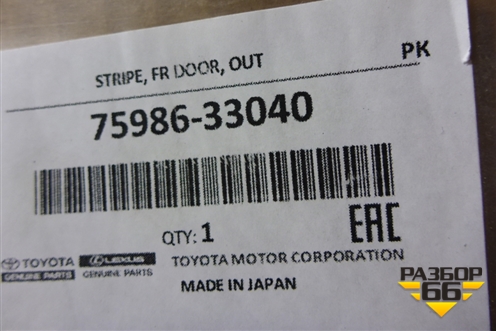 STRIPE, FR DOOR, OUT
PK
75986-33040
QTY: 1
EAC
TOYOTA
GENUINE PARTS
LEXUS
GENUINE PARTS
TOYOTA MOTOR CORPORATION
MADE IN JAPAN
РАЗБОР
66